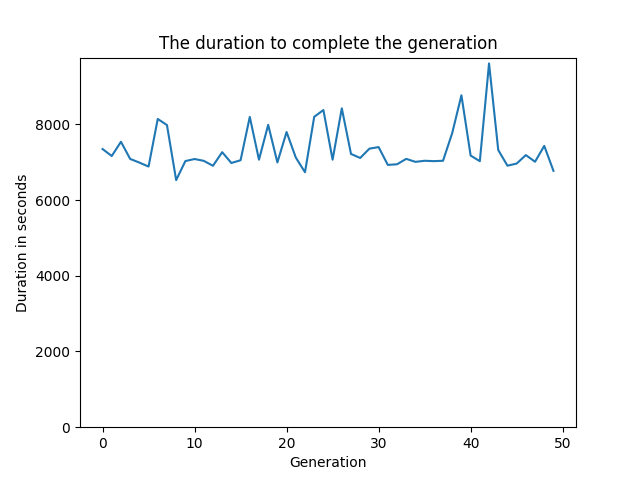 The duration to complete the generation
Duration in seconds
8000
6000
4000
2000
0
0 10 20 30 40 50
Generation